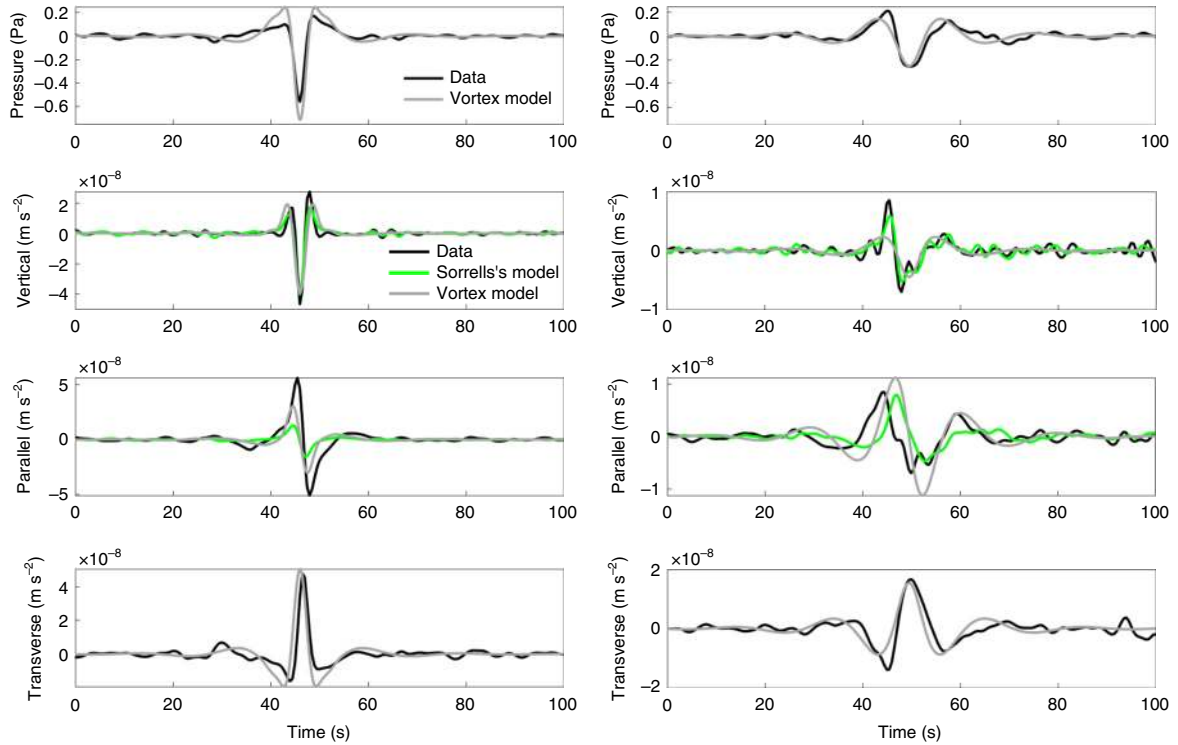 Pressure (Pa)
0.2
0
−0.2
−0.4
−0.6
Data
Vortex model
0 20 40 60 80 100
Time (s)
Pressure (Pa)
0.2
0
−0.2
−0.4
−0.6
0 20 40 60 80 100
Time (s)
×10−8
Vertical (m s−2)
2
0
−2
−4
Data
Sorrells's model
Vortex model
0 20 40 60 80 100
×10−8
Vertical (m s−2)
1
0
−1
0 20 40 60 80 100
×10−8
Parallel (m s−2)
5
0
−5
0 20 40 60 80 100
×10−8
Parallel (m s−2)
1
0
−1
0 20 40 60 80 100
×10−8
Transverse (m s−2)
4
2
0
0 20 40 60 80 100
Time (s)
×10−8
Transverse (m s−2)
2
0
−2
0 20 40 60 80 100
Time (s)